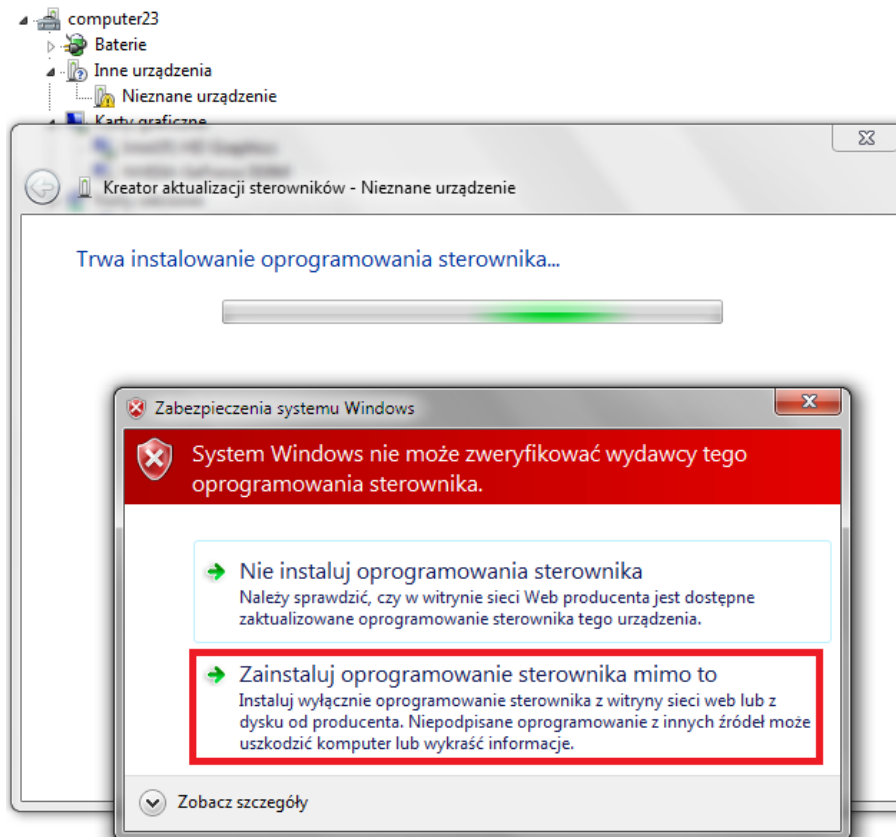 computer23
Baterie
Inne urządzenia
Nieznane urządzenie
Karty graficzne
Kreator aktualizacji sterowników - Nieznane urządzenie
Trwa instalowanie oprogramowania sterownika...
Zabezpieczenia systemu Windows
System Windows nie może zweryfikować wydawcy tego
oprogramowania sterownika.
Nie instaluj oprogramowania sterownika
Należy sprawdzić, czy w witrynie sieci Web producenta jest dostępne
zaktualizowane oprogramowanie sterownika tego urządzenia.
Zainstaluj oprogramowanie sterownika mimo to
Instaluj wyłącznie oprogramowanie sterownika z witryny sieci web lub z
dysku od producenta. Niepodpisane oprogramowanie z innych źródeł może
uszkodzić komputer lub wykraść informacje.
Zobacz szczegóły